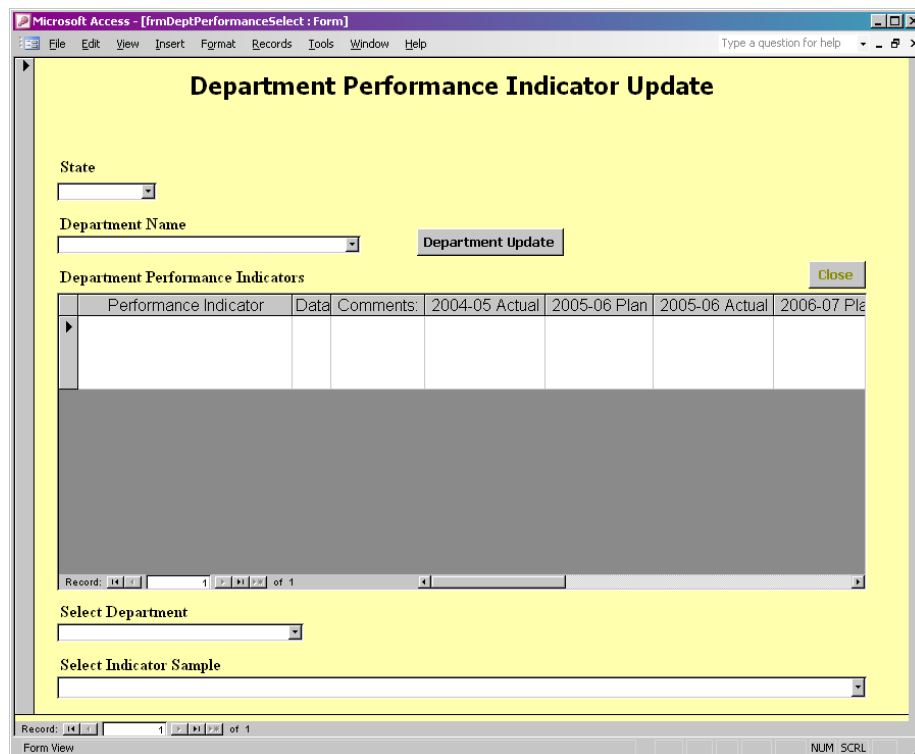 Microsoft Access - [frmDeptPerformanceSelect : Form]
File Edit View Insert Format Records Tools Window Help Type a question for help
Department Performance Indicator Update
State
Department Name
Department Update
Department Performance Indicators
Close
Performance Indicator Data Comments: 2004-05 Actual 2005-06 Plan 2005-06 Actual 2006-07 Pla
Record: 1 of 1
Select Department
Select Indicator Sample
Record: 1 of 1
Form View NUM SCRL